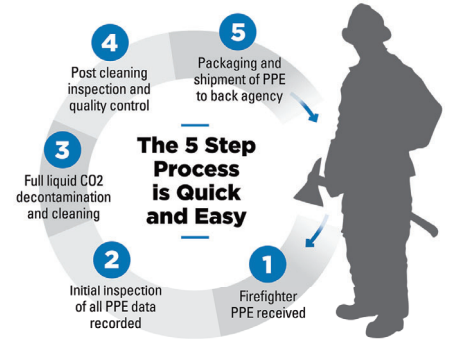 The 5 Step
Process
is Quick
and Easy
1
Firefighter
PPE received
2
Initial inspection
of all PPE data
recorded
3
Full liquid CO2
decontamination
and cleaning
4
Post cleaning
inspection and
quality control
5
Packaging and
shipment of PPE
to back agency